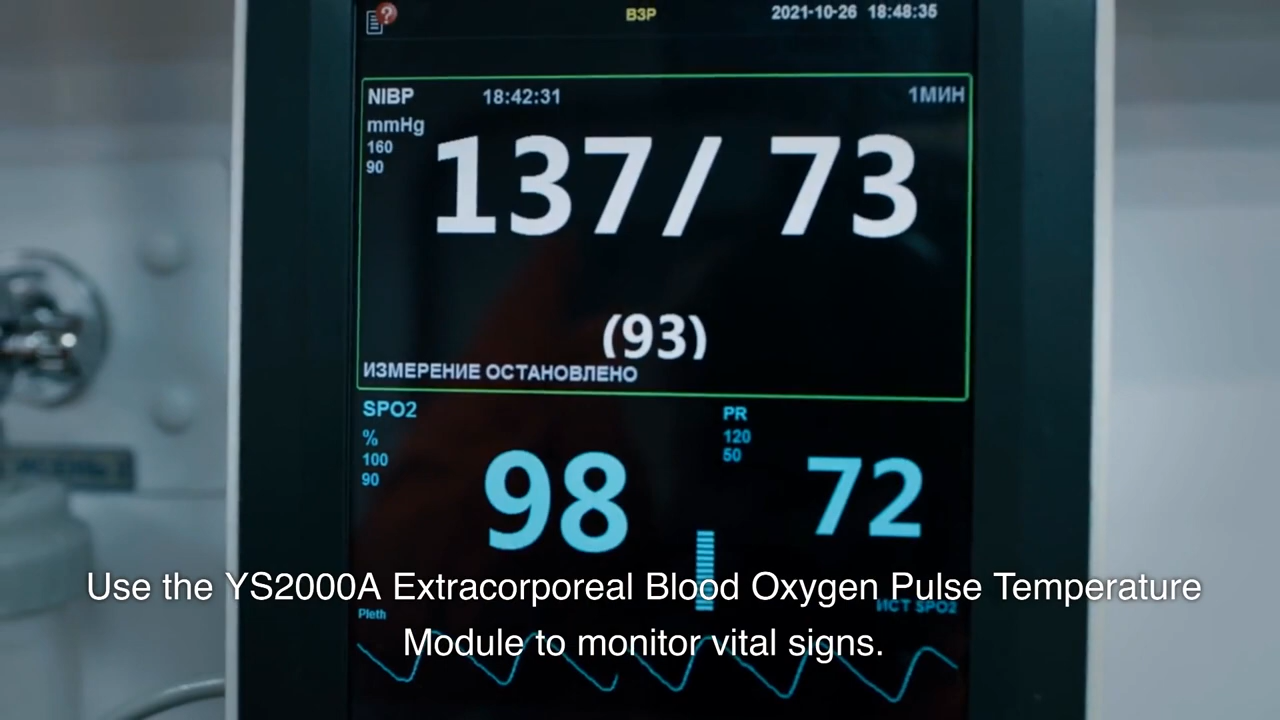 ?
ВЗР
2021-10-26 18:48:35
NIBP 18:42:31 1МИН
mmHg
160
90
137/ 73
(93)
ИЗМЕРЕНИЕ ОСТАНОВЛЕНО
SPO2
%
100
90
98
PR
120
50
72
Use the YS2000A Extracorporeal Blood Oxygen Pulse Temperature
Pleth
ИСТ SPO2
Module to monitor vital signs.